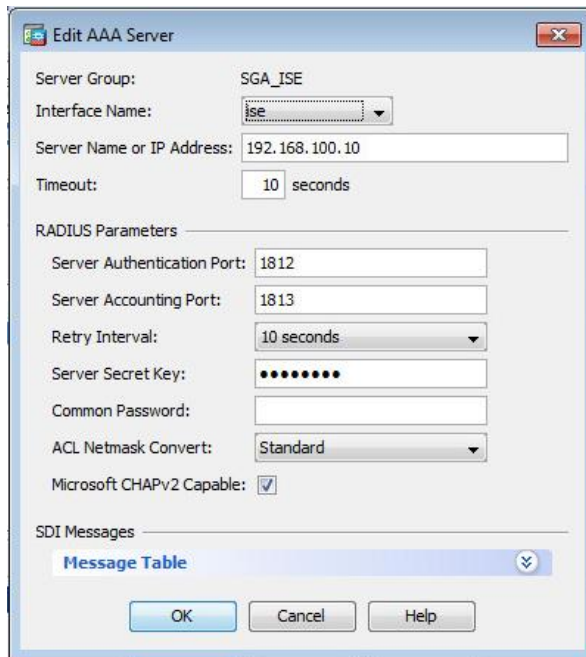 Edit AAA Server
Server Group: SGA_ISE
Interface Name: ise
Server Name or IP Address: 192.168.100.10
Timeout: 10 seconds
RADIUS Parameters
Server Authentication Port: 1812
Server Accounting Port: 1813
Retry Interval: 10 seconds
Server Secret Key: ••••••••
Common Password:
ACL Netmask Convert: Standard
Microsoft CHAPv2 Capable:
SDI Messages
Message Table
OK Cancel Help